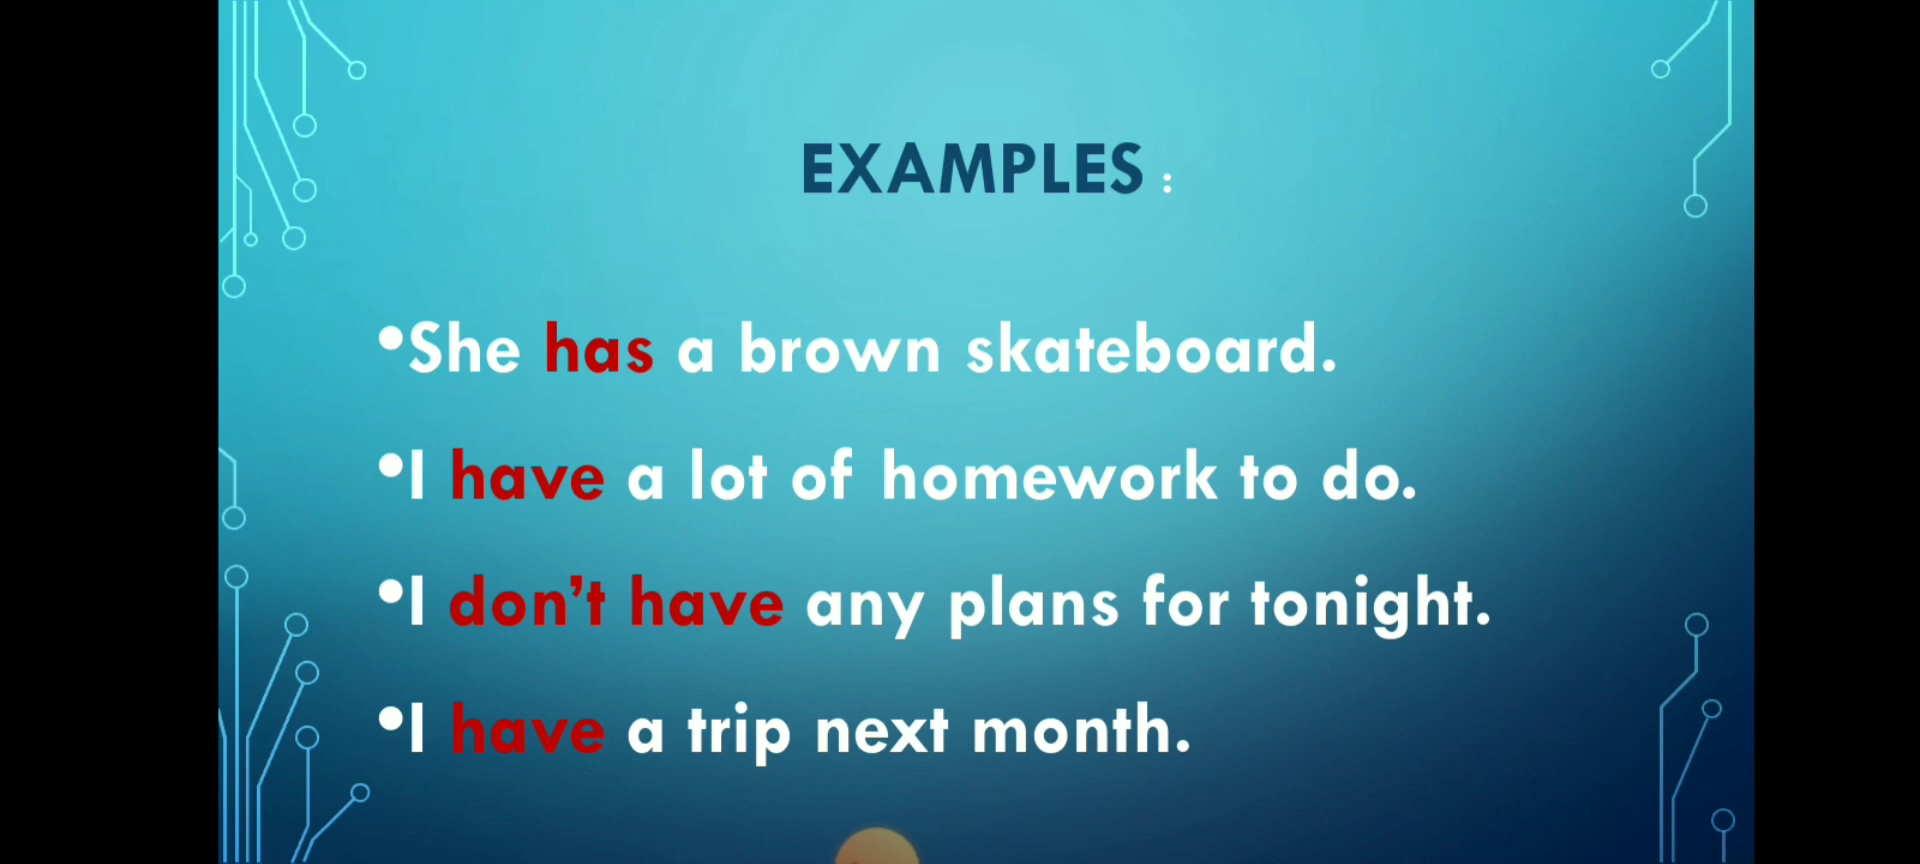 EXAMPLES :
•She has a brown skateboard.
•I have a lot of homework to do.
•I don’t have any plans for tonight.
•I have a trip next month.